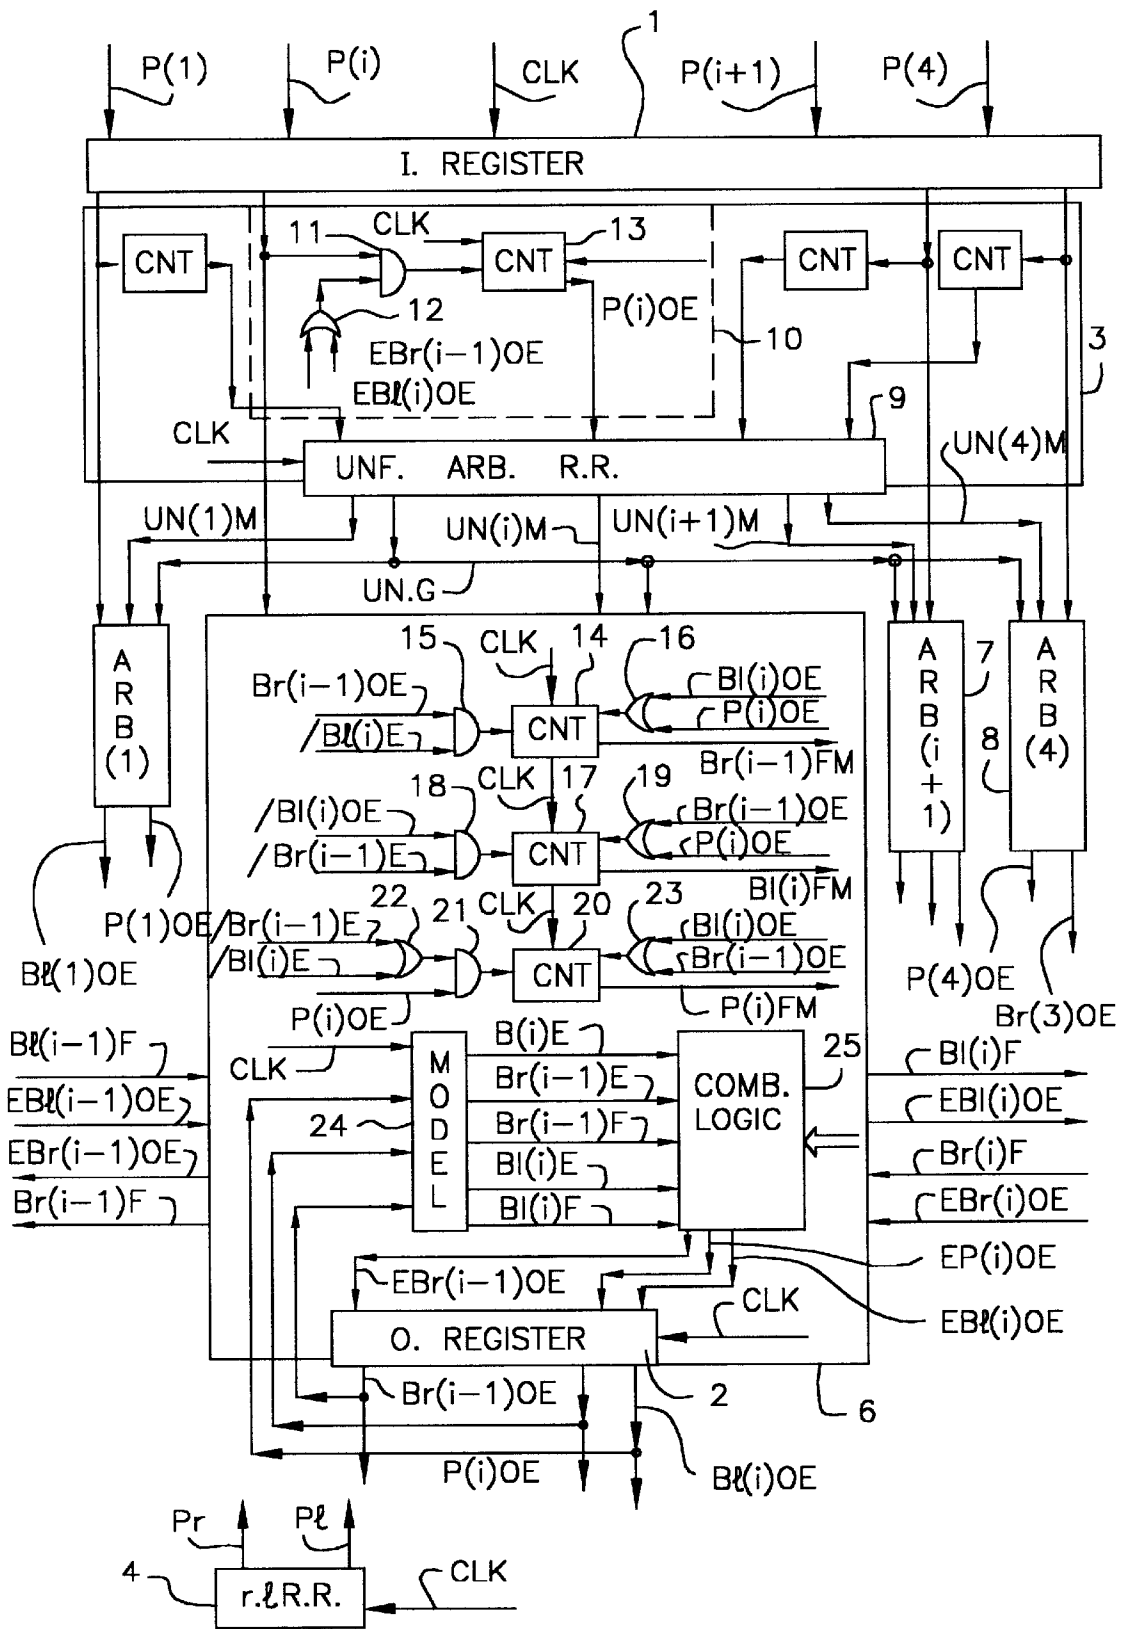 1
P(1)
P(i)
CLK
P(i+1)
P(4)
I. REGISTER
11
CLK
13
CNT
CNT
CNT
CNT
P(i)OE
12
10
3
EBr(i-1)OE
EBℓ(i)OE
9
CLK
UNF. ARB. R.R.
UN(4)M
UN(1)M
UN(i)M
UN(i+1)M
UN.G
15
CLK
14
16
ARB(1)
ARB(i+1)
7
ARB(4)
8
Br(i-1)OE
Bl(i)OE
CNT
P(i)OE
/Bℓ(i)E
Br(i-1)FM
18
CLK
17
19
/Bl(i)OE
Br(i-1)OE
CNT
P(i)OE
/Br(i-1)E
Bl(i)FM
22
21
CLK
20
23
P(1)OE
/Br(i-1)E
Bl(i)OE
Bℓ(1)OE
/Bl(i)E
CNT
Br(i-1)OE
P(4)OE
P(i)OE
P(i)FM
Br(3)OE
Bℓ(i-1)F
CLK
MODEL
B(i)E
25
Bl(i)F
EBℓ(i-1)OE
Br(i-1)E
COMB.
LOGIC
EBl(i)OE
24
Br(i-1)F
EBr(i-1)OE
Bl(i)E
Br(i)F
Br(i-1)F
Bl(i)F
EBr(i)OE
EP(i)OE
EBr(i-1)OE
CLK
EBℓ(i)OE
O. REGISTER
Br(i-1)OE
2
6
P(i)OE
Bℓ(i)OE
Pr
Pℓ
4
r.ℓR.R.
CLK